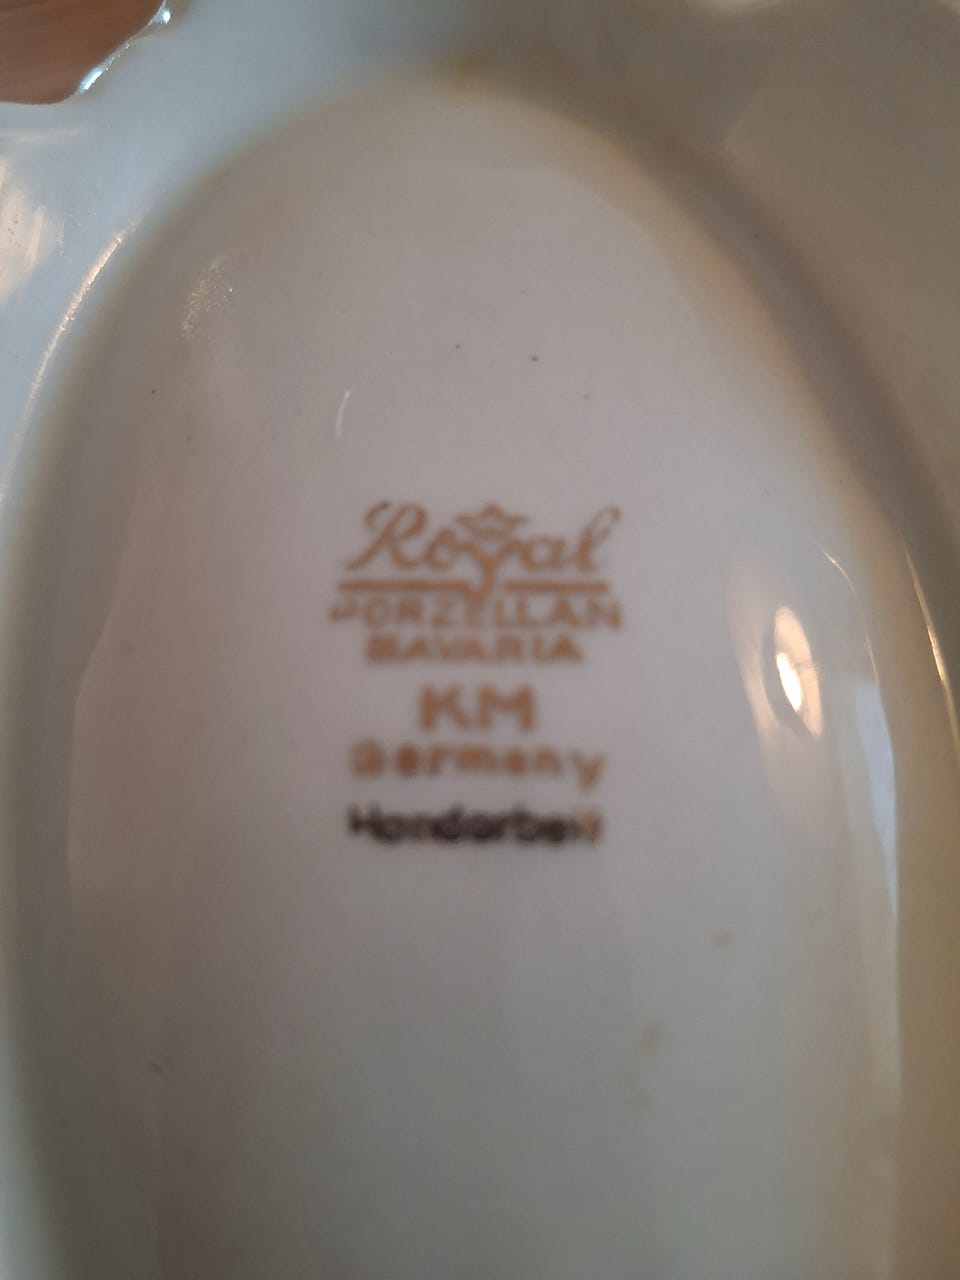 Royal
PORZELLAN
BAVARIA
KM
Germany
Handarbeit